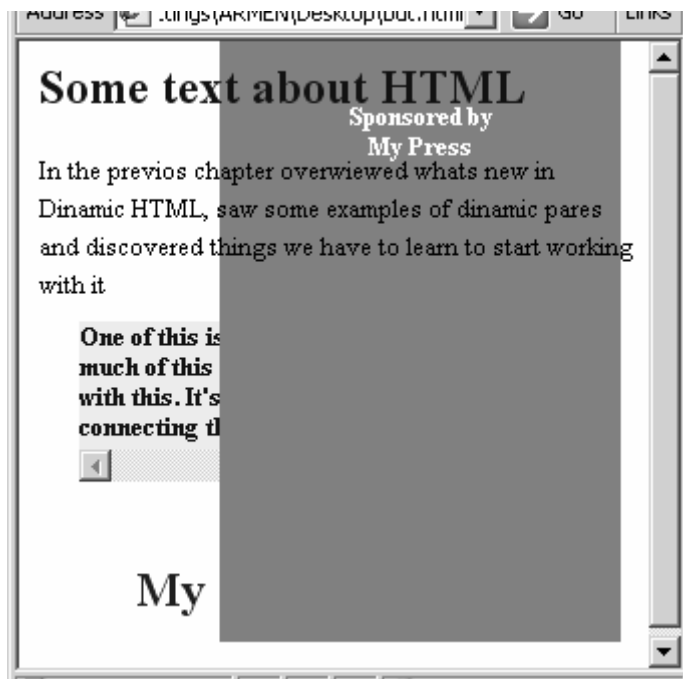 Address ...tings\ARMEN\Desktop\but.html Go Links
Some text about HTML
Sponsored by
My Press
In the previos chapter overwiewed whats new in
Dinamic HTML, saw some examples of dinamic pares
and discovered things we have to learn to start working
with it
One of this is
much of this
with this. It's
connecting
My